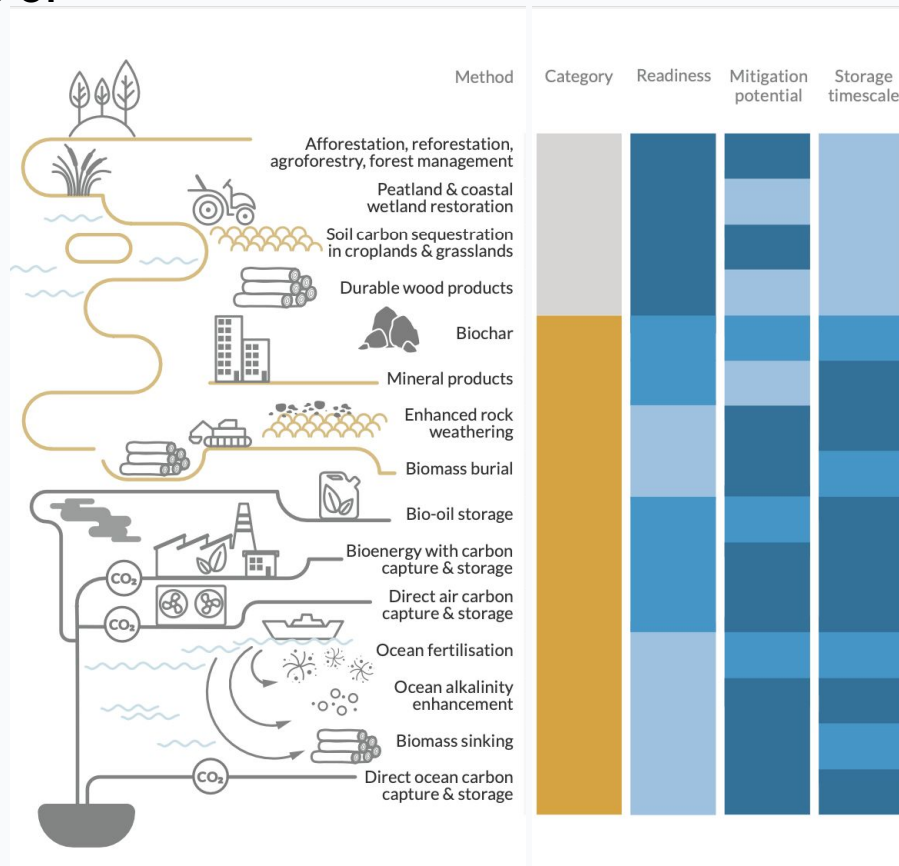 Method
Category
Readiness
Mitigation
potential
Storage
timescale
Afforestation, reforestation,
agroforestry, forest management
Peatland & coastal
wetland restoration
Soil carbon sequestration
in croplands & grasslands
Durable wood products
Biochar
Mineral products
Enhanced rock
weathering
Biomass burial
Bio-oil storage
Bioenergy with carbon
capture & storage
CO₂
Direct air carbon
capture & storage
CO₂
Ocean fertilisation
Ocean alkalinity
enhancement
Biomass sinking
Direct ocean carbon
capture & storage
CO₂